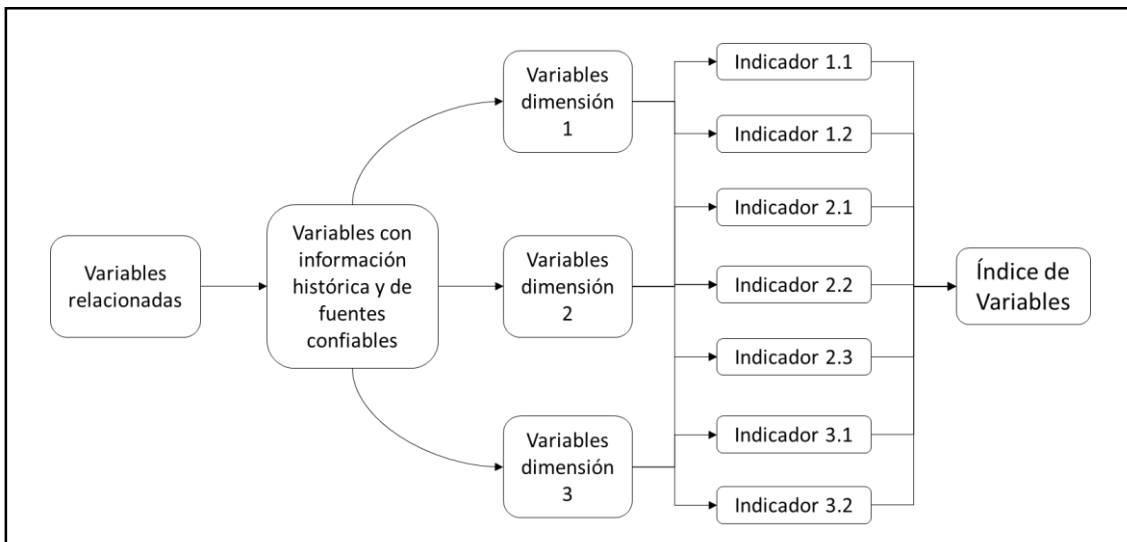 Variables
relacionadas
Variables con
información
histórica y de
fuentes
confiables
Variables
dimensión
1
Variables
dimensión
2
Variables
dimensión
3
Indicador 1.1
Indicador 1.2
Indicador 2.1
Indicador 2.2
Indicador 2.3
Indicador 3.1
Indicador 3.2
Índice de
Variables